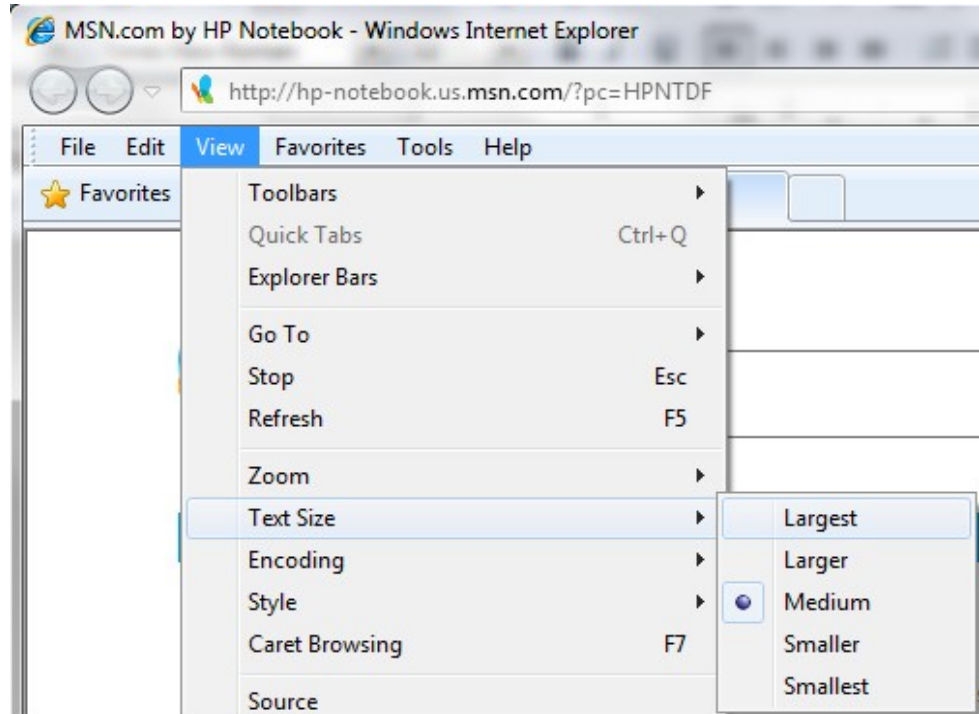 MSN.com by HP Notebook - Windows Internet Explorer
http://hp-notebook.us.msn.com/?pc=HPNTDF
File Edit View Favorites Tools Help
Favorites
Toolbars
Quick Tabs Ctrl+Q
Explorer Bars
Go To
Stop Esc
Refresh F5
Zoom
Text Size
Encoding
Style
Caret Browsing F7
Source
Largest
Larger
Medium
Smaller
Smallest